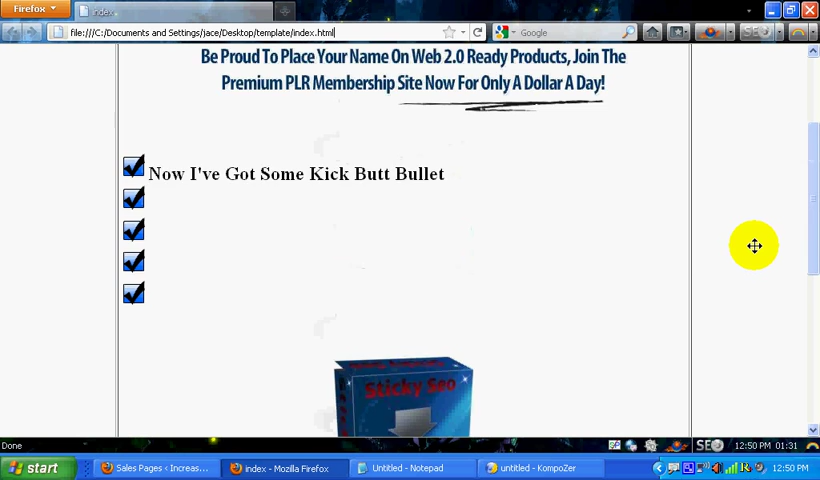 Firefox
index
file:///C:/Documents and Settings/jace/Desktop/template/index.html
Google
SEO
Be Proud To Place Your Name On Web 2.0 Ready Products, Join The
Premium PLR Membership Site Now For Only A Dollar A Day!
Now I've Got Some Kick Butt Bullet
Sticky Seo
Done
SEO
12:50 PM 01:31
start
Sales Pages < Increas...
index - Mozilla Firefox
Untitled - Notepad
untitled - KompoZer
12:50 PM